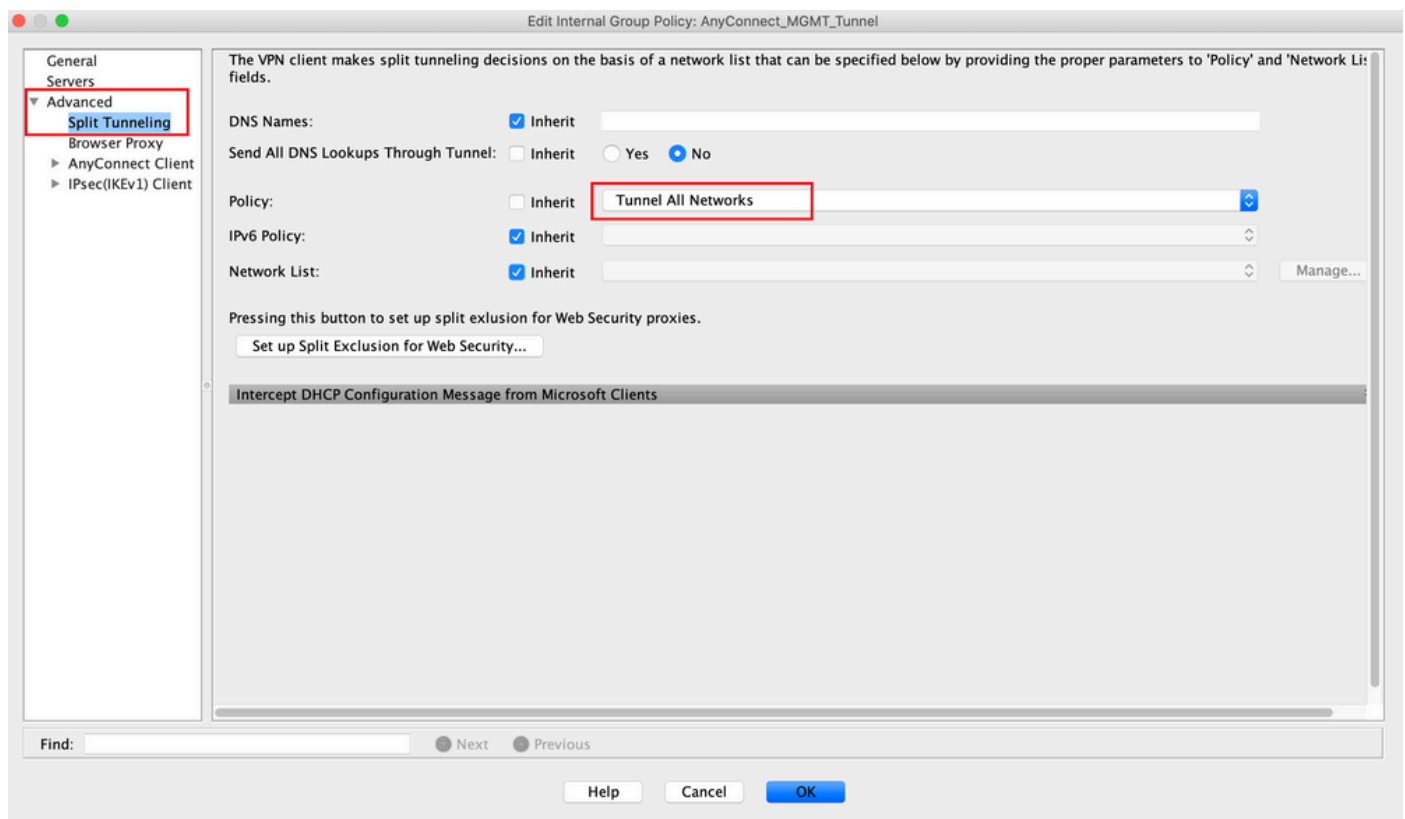 Edit Internal Group Policy: AnyConnect_MGMT_Tunnel
General
Servers
Advanced
Split Tunneling
Browser Proxy
AnyConnect Client
IPsec(IKEv1) Client
The VPN client makes split tunneling decisions on the basis of a network list that can be specified below by providing the proper parameters to 'Policy' and 'Network Lis
fields.
DNS Names: Inherit
Send All DNS Lookups Through Tunnel: Inherit Yes No
Policy: Inherit Tunnel All Networks
IPv6 Policy: Inherit
Network List: Inherit Manage...
Pressing this button to set up split exlusion for Web Security proxies.
Set up Split Exclusion for Web Security...
Intercept DHCP Configuration Message from Microsoft Clients
Find: Next Previous
Help Cancel OK